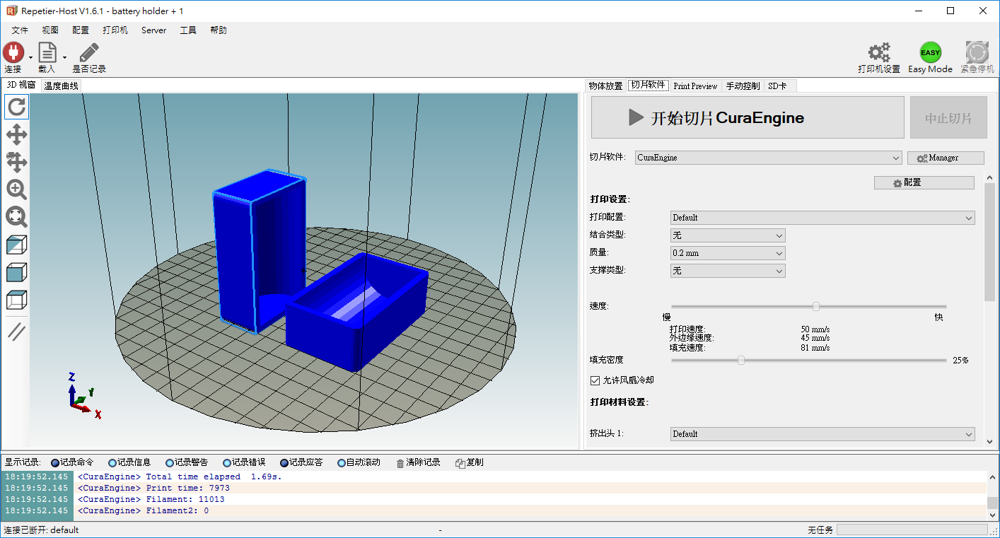 Repetier-Host V1.6.1 - battery holder + 1
文件 视图 配置 打印机 Server 工具 帮助
连接 载入 是否记录 打印机设置 EASY Easy Mode 紧急停机
3D 视窗 温度曲线
物体放置 切片软件 Print Preview 手动控制 SD卡
开始切片CuraEngine 中止切片
切片软件: CuraEngine Manager
配置
打印设置:
打印配置: Default
结合类型: 无
质量: 0.2 mm
支撑类型: 无
速度:
慢 快
打印速度: 50 mm/s
外边缘速度: 45 mm/s
填充速度: 81 mm/s
填充密度 25%
允许风扇冷却
打印材料设置:
挤出头 1: Default
Z
Y
X
显示记录: 记录命令 记录信息 记录警告 记录错误 记录应答 自动滚动 清除记录 复制
18:19:52.145 <CuraEngine> Total time elapsed 1.69s.
18:19:52.145 <CuraEngine> Print time: 7973
18:19:52.145 <CuraEngine> Filament: 11013
18:19:52.145 <CuraEngine> Filament2: 0
连接已断开: default - 无任务